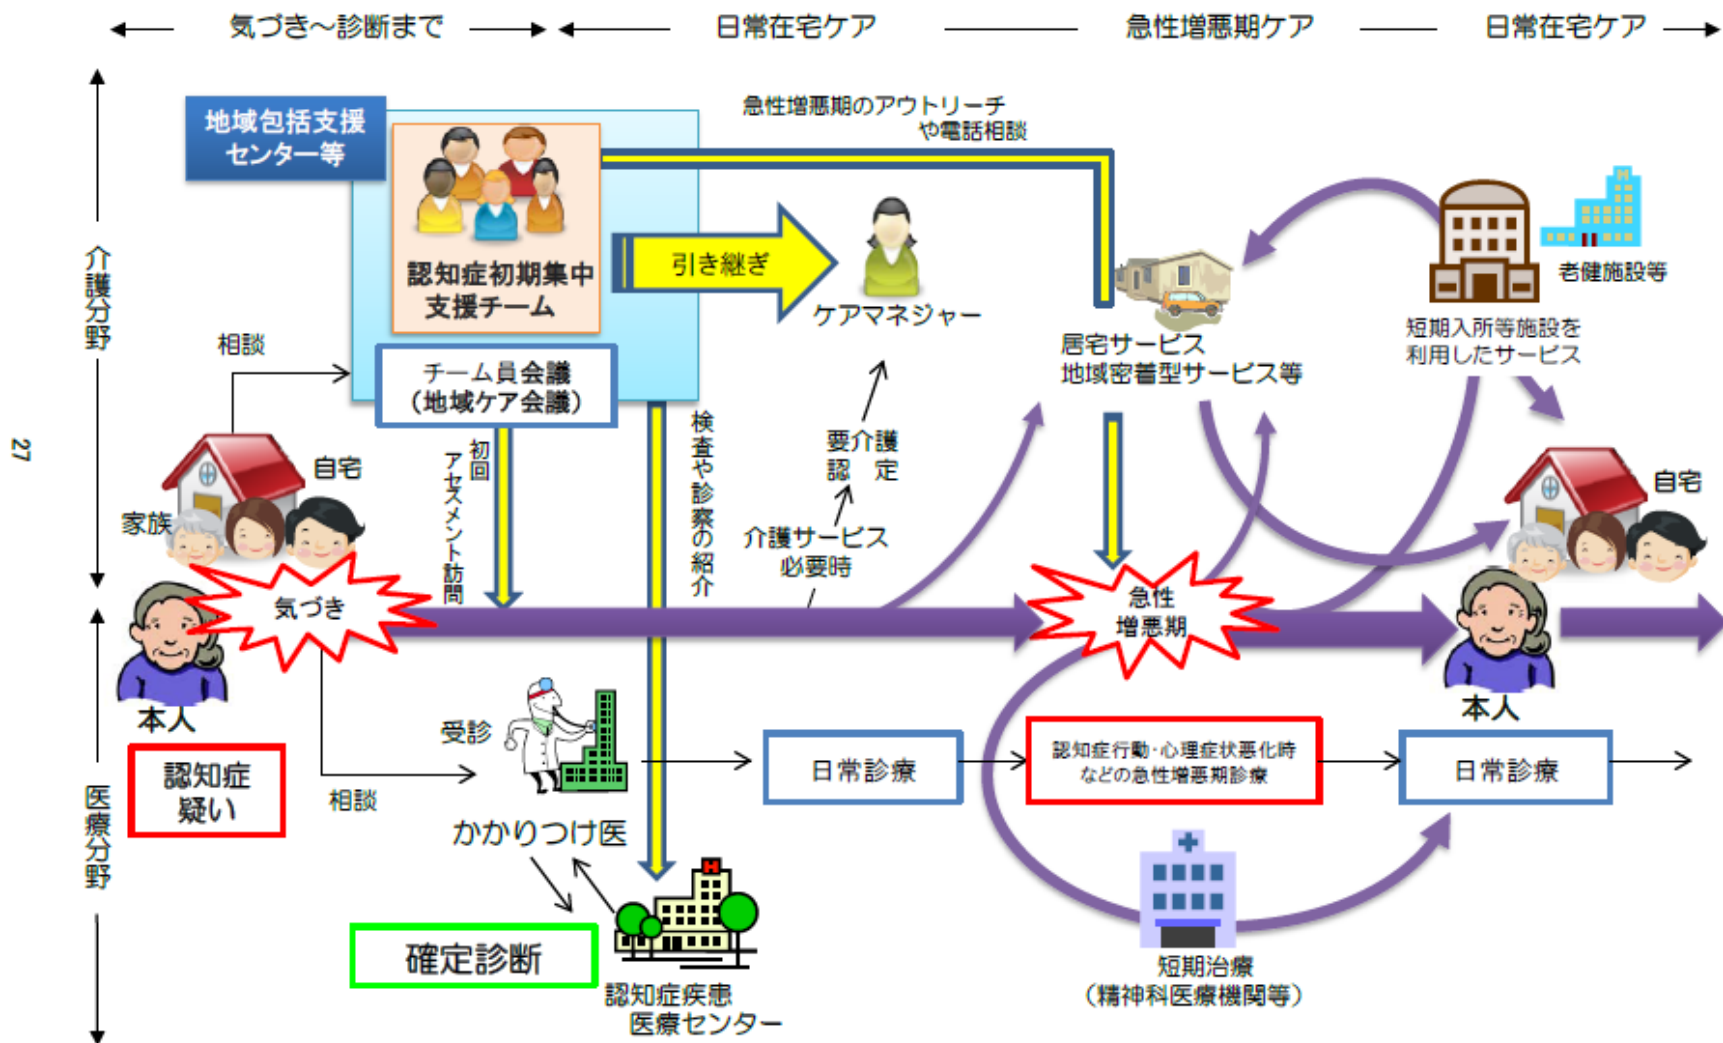 気づき～診断まで
日常在宅ケア
急性増悪期ケア
日常在宅ケア
介護分野
医療分野
27
地域包括支援
センター等
認知症初期集中
支援チーム
チーム員会議
（地域ケア会議）
急性増悪期のアウトリーチ
や電話相談
引き継ぎ
ケアマネジャー
居宅サービス
地域密着型サービス等
老健施設等
短期入所等施設を
利用したサービス
相談
自宅
家族
初回
アセスメント訪問
検査や診察の紹介
要介護
認　定
介護サービス
必要時
自宅
気づき
急性
増悪期
本人
本人
認知症
疑い
相談
受診
かかりつけ医
日常診療
認知症行動・心理症状悪化時
などの急性増悪期診療
日常診療
確定診断
H
認知症疾患
医療センター
短期治療
（精神科医療機関等）